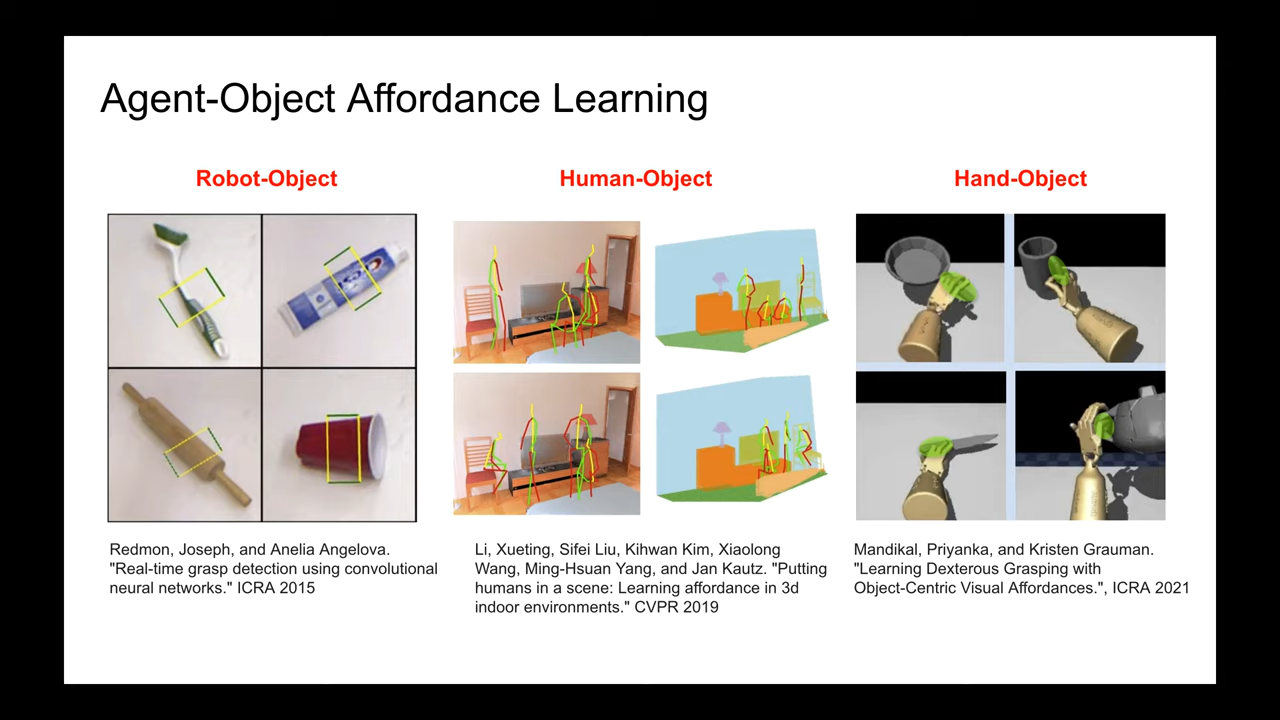 Agent-Object Affordance Learning
Robot-Object
Human-Object
Hand-Object
Redmon, Joseph, and Anelia Angelova.
"Real-time grasp detection using convolutional
neural networks." ICRA 2015
Li, Xueting, Sifei Liu, Kihwan Kim, Xiaolong
Wang, Ming-Hsuan Yang, and Jan Kautz. "Putting
humans in a scene: Learning affordance in 3d
indoor environments." CVPR 2019
Mandikal, Priyanka, and Kristen Grauman.
"Learning Dexterous Grasping with
Object-Centric Visual Affordances.", ICRA 2021